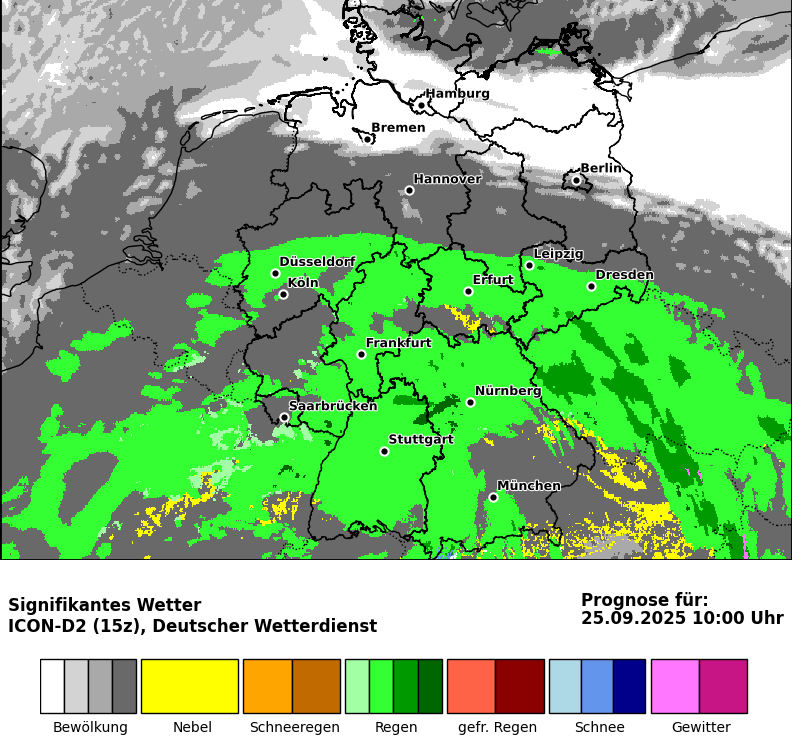 Hamburg
Bremen
Berlin
Hannover
Leipzig
Düsseldorf
Dresden
Köln
Erfurt
Frankfurt
Nürnberg
Saarbrücken
Stuttgart
München
Signifikantes Wetter
ICON-D2 (15z), Deutscher Wetterdienst
Prognose für:
25.09.2025 10:00 Uhr
Bewölkung
Nebel
Schneeregen
Regen
gefr. Regen
Schnee
Gewitter